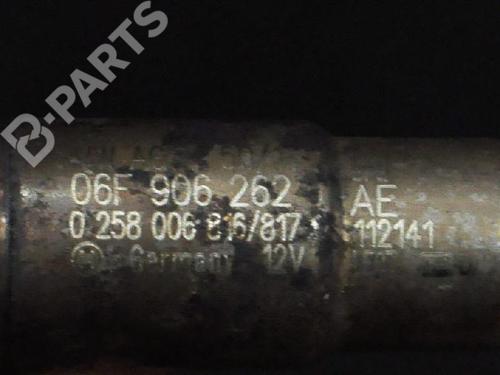 B-PARTS
06F 906 262 AE
0 258 006 816/817 112141
Germany 12V